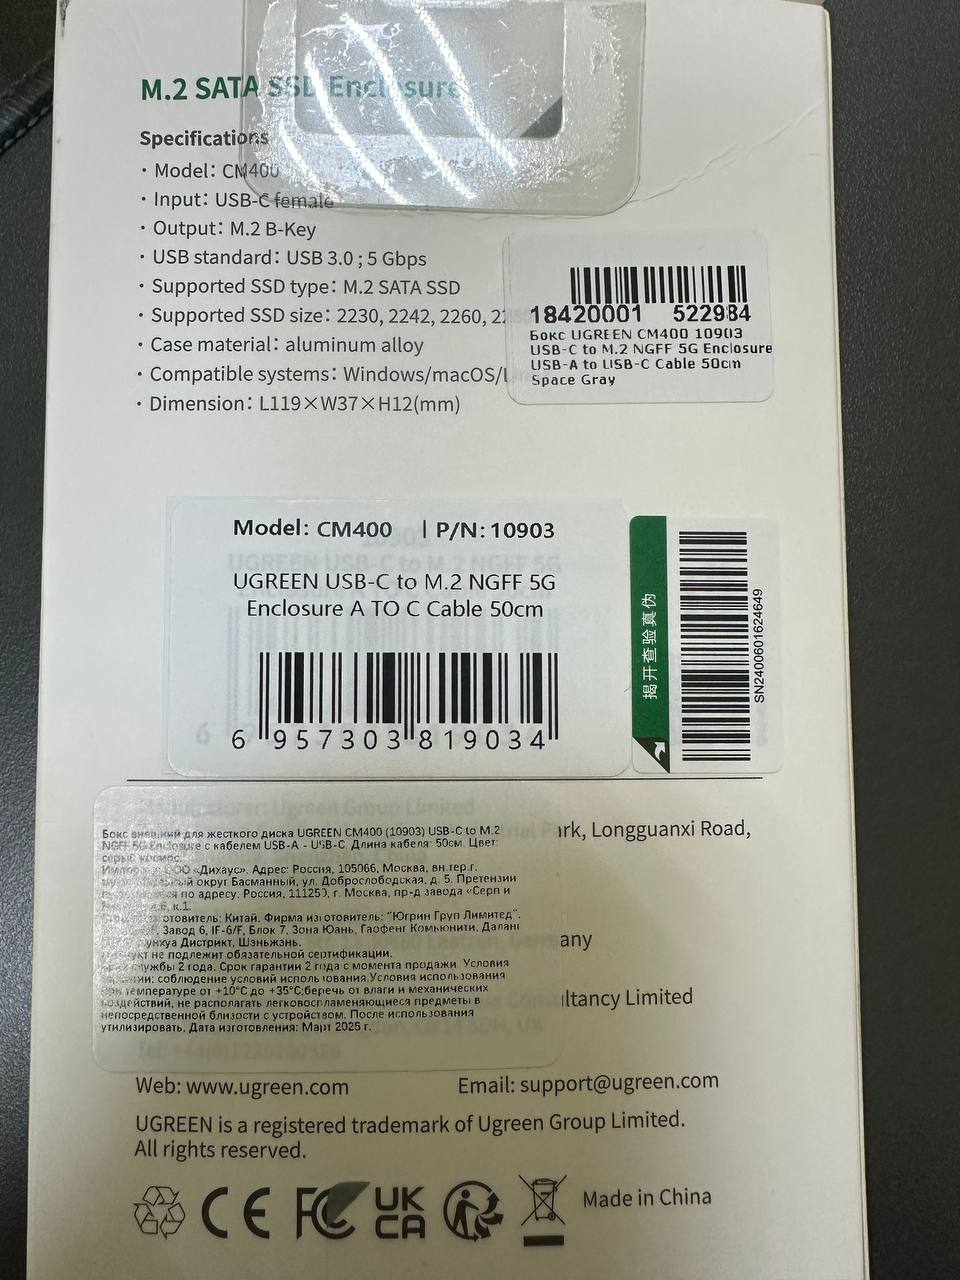 M.2 SATA SSD Enclosure
Specifications
· Model: CM400
· Input: USB-C female
· Output: M.2 B-Key
· USB standard: USB 3.0 ; 5 Gbps
· Supported SSD type: M.2 SATA SSD
· Supported SSD size: 2230, 2242, 2260,
· Case material: aluminum alloy
· Compatible systems: Windows/macOS/
· Dimension: L119×W37×H12(mm)
18420001 522984
Бокс UGREEN CM400 10903
USB-C to M.2 NGFF 5G Enclosure
USB-A to USB-C Cable 50cm
Space Gray
Model: CM400 | P/N: 10903
UGREEN USB-C to M.2 NGFF 5G
Enclosure A TO C Cable 50cm
6 957303 819034
揭开查验真伪
SN2400601624649
Longguanxi Road,
Бокс внешний для жесткого диска UGREEN CM400 (10903) USB-C to M.2
NGFF 5G Enclosure с кабелем USB-A - USB-C. Длина кабеля: 50см. Цвет:
серый космос.
ООО «Дихаус». Адрес: Россия, 105066, Москва, вн.тер.г.
округ Басманный, ул. Доброслободская, д. 5. Претензии
по адресу: Россия, 111250, г. Москва, пр-д завода «Серп и
к.1.
Китай. Фирма изготовитель: "Югрин Груп Лимитед".
Завод 6, IF-6/F, Блок 7, Зона Юань, Гаофенг Комьюнити, Даланг
Дистрикт, Шэньжэнь.
не подлежит обязательной сертификации.
службы 2 года. Срок гарантии 2 года с момента продажи. Условия
соблюдение условий использования.Условия использования
при температуре от +10°C до +35°C;беречь от влаги и механических
воздействий, не располагать легковоспламеняющиеся предметы в
непосредственной близости с устройством. После использования
утилизировать. Дата изготовления: Март 2025 г.
Limited
Web: www.ugreen.com Email: support@ugreen.com
UGREEN is a registered trademark of Ugreen Group Limited.
All rights reserved.
CE FC UK CA Made in China